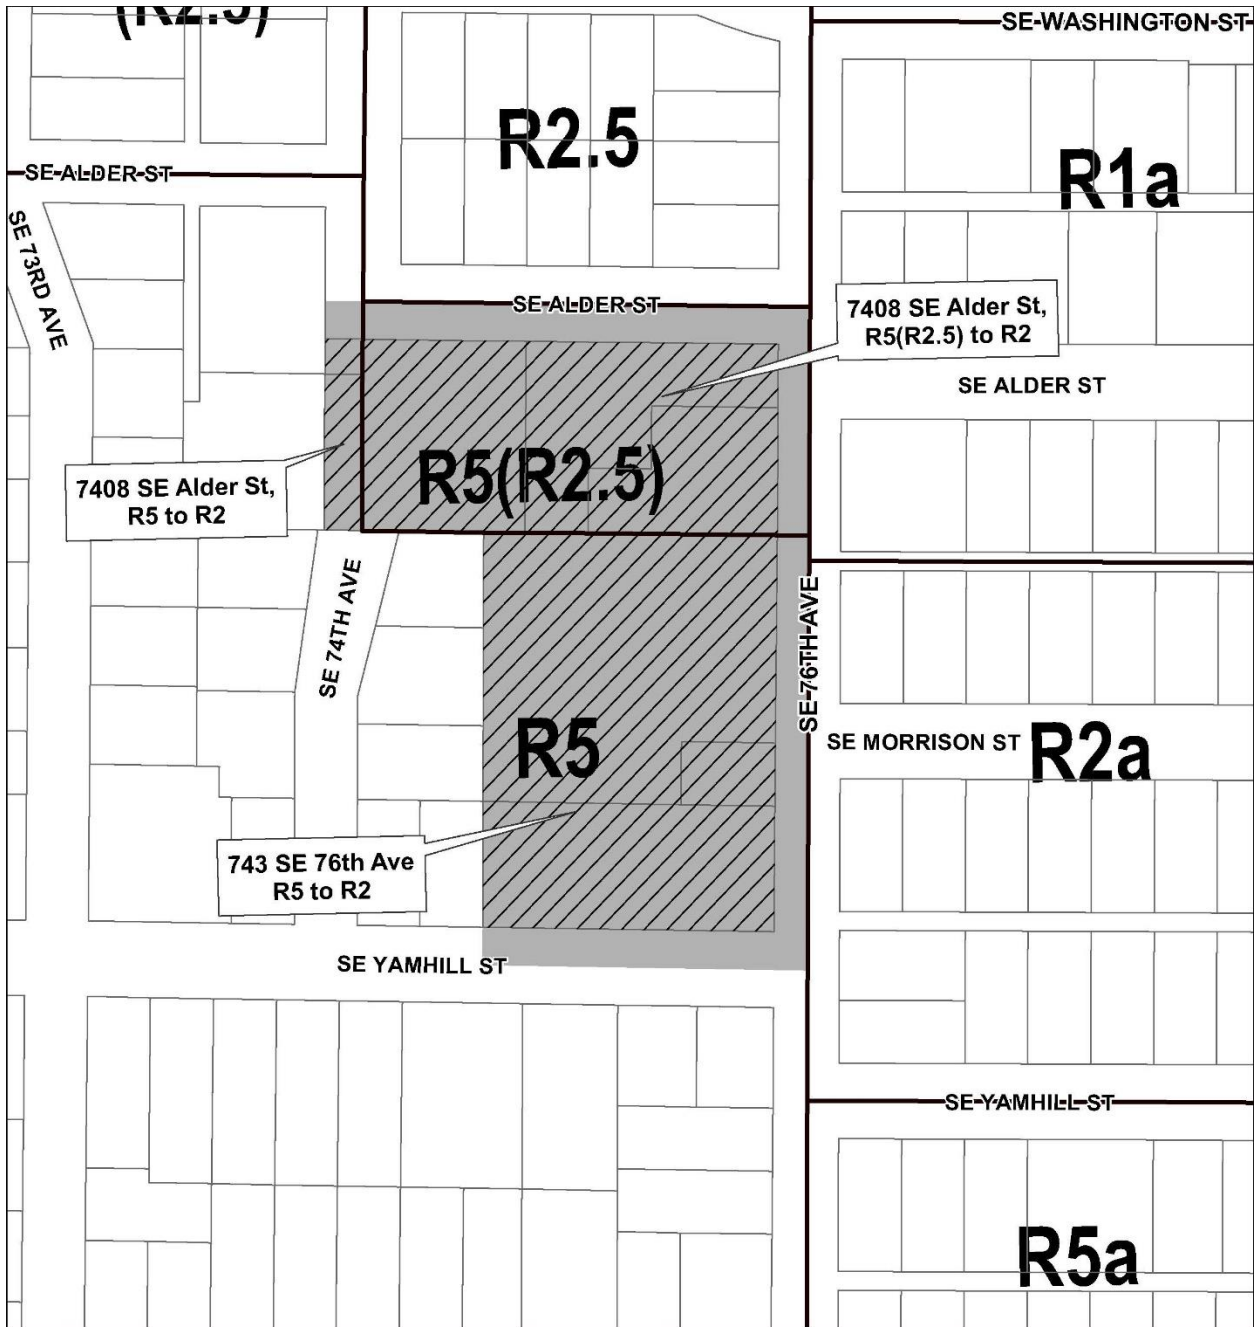 (R2.5)
SE WASHINGTON ST
R2.5
R1a
SE ALDER ST
SE 73RD AVE
SE ALDER ST
7408 SE Alder St,
R5(R2.5) to R2
SE ALDER ST
R5(R2.5)
7408 SE Alder St,
R5 to R2
SE 74TH AVE
SE 76TH AVE
R5
SE MORRISON ST
R2a
743 SE 76th Ave
R5 to R2
SE YAMHILL ST
SE YAMHILL ST
R5a